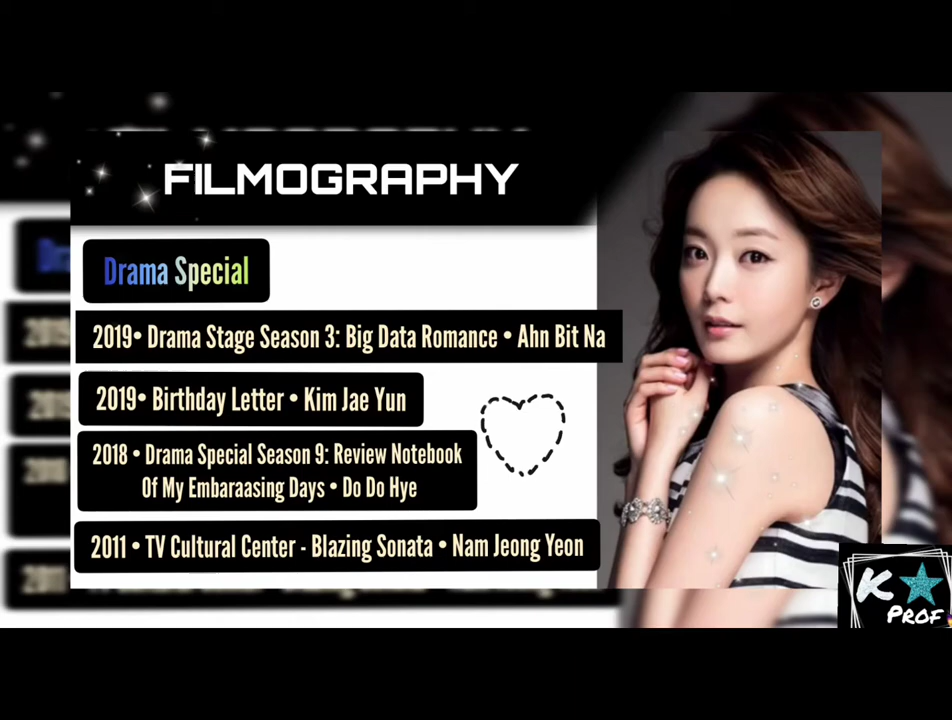 FILMOGRAPHY
Drama Special
2019• Drama Stage Season 3: Big Data Romance • Ahn Bit Na
2019• Birthday Letter • Kim Jae Yun
2018 • Drama Special Season 9: Review Notebook
Of My Embaraasing Days • Do Do Hye
2011 • TV Cultural Center - Blazing Sonata • Nam Jeong Yeon
K
PROF